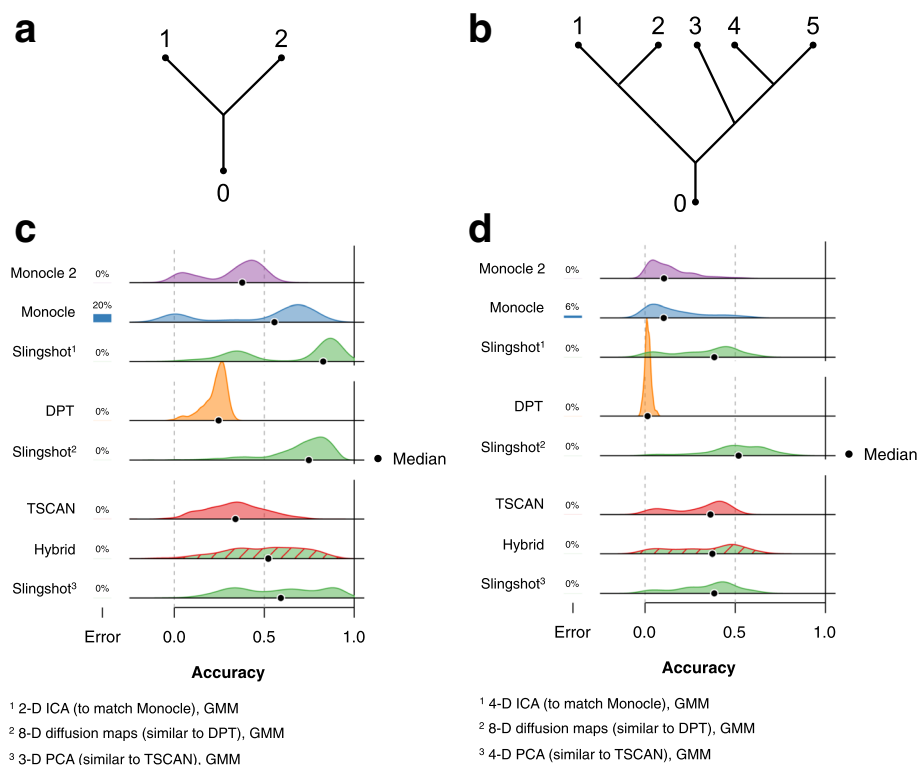 a
1 2
0
b
1 2 3 4 5
0
c
Monocle 2 0%
Monocle 20%
Slingshot¹ 0%
DPT 0%
Slingshot² 0%
Median
TSCAN 0%
Hybrid 0%
Slingshot³ 0%
Error 0.0 0.5 1.0
Accuracy
¹ 2-D ICA (to match Monocle), GMM
² 8-D diffusion maps (similar to DPT), GMM
³ 3-D PCA (similar to TSCAN), GMM
d
Monocle 2 0%
Monocle 6%
Slingshot¹ 0%
DPT 0%
Slingshot² 0%
Median
TSCAN 0%
Hybrid 0%
Slingshot³ 0%
Error 0.0 0.5 1.0
Accuracy
¹ 4-D ICA (to match Monocle), GMM
² 8-D diffusion maps (similar to DPT), GMM
³ 4-D PCA (similar to TSCAN), GMM